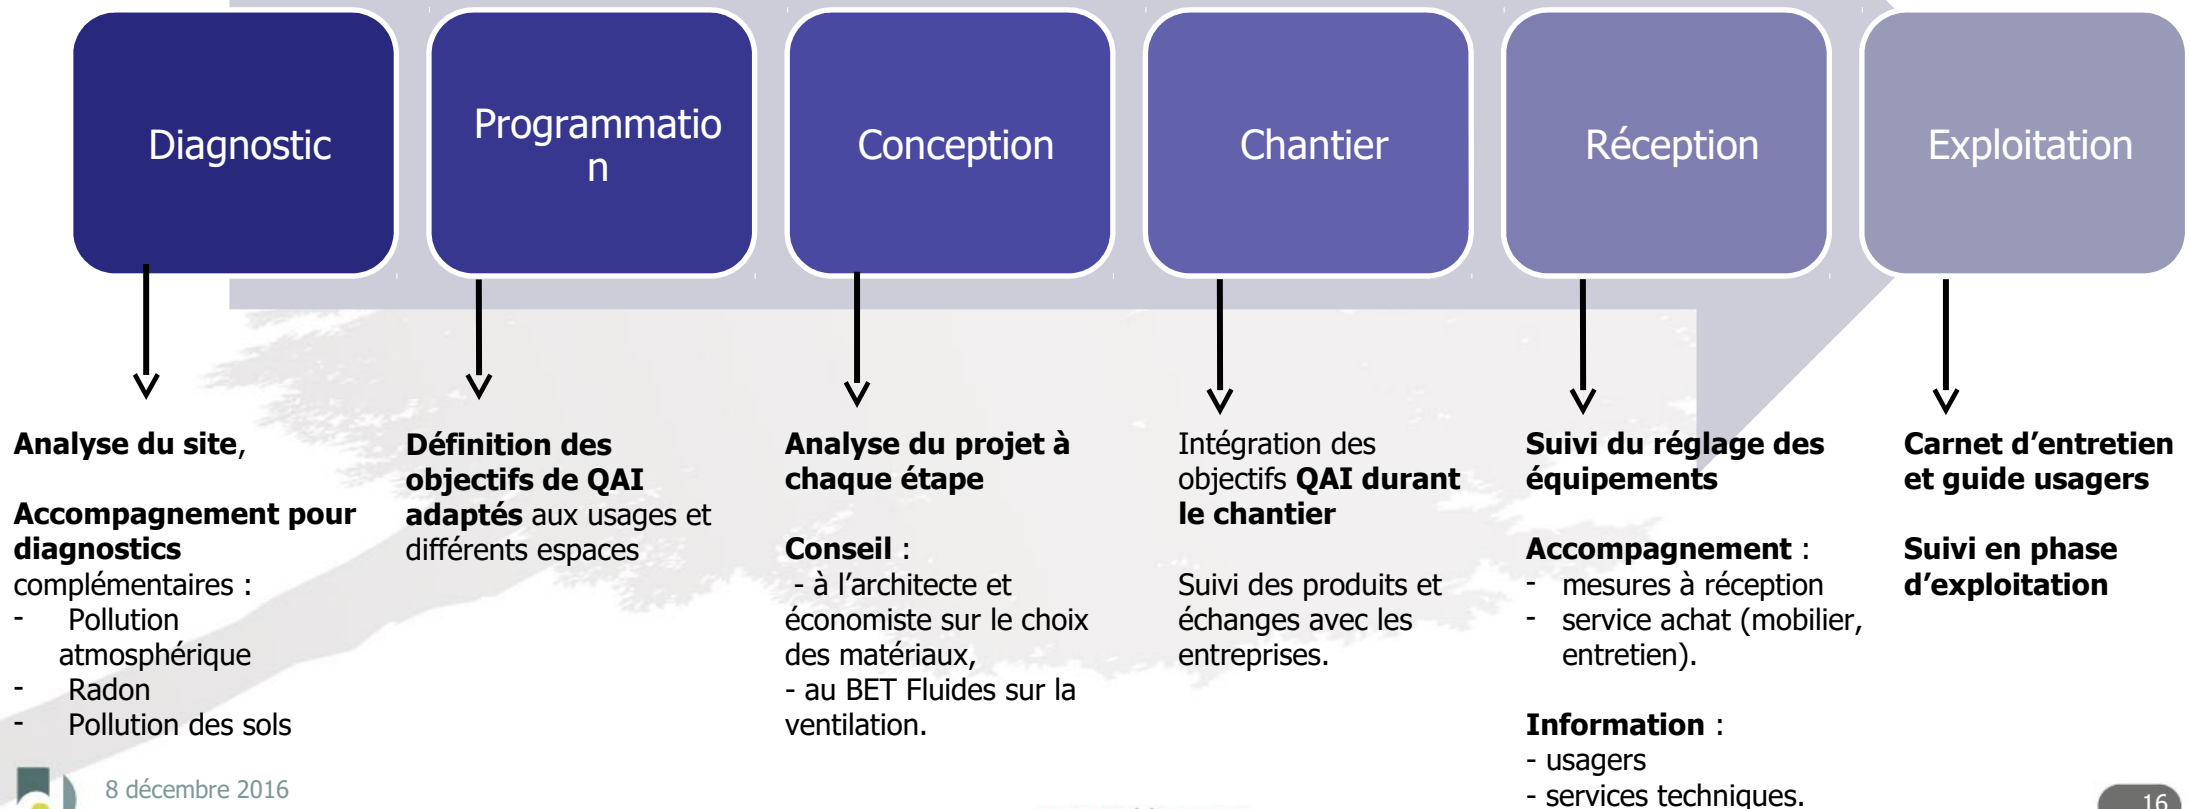 Diagnostic
Programmatio
n
Conception
Chantier
Réception
Exploitation
Analyse du site,
Accompagnement pour
diagnostics
complémentaires :
- Pollution
atmosphérique
- Radon
- Pollution des sols
Définition des
objectifs de QAI
adaptés aux usages et
différents espaces
Analyse du projet à
chaque étape
Conseil :
- à l’architecte et
économiste sur le choix
des matériaux,
- au BET Fluides sur la
ventilation.
Intégration des
objectifs QAI durant
le chantier
Suivi des produits et
échanges avec les
entreprises.
Suivi du réglage des
équipements
Accompagnement :
- mesures à réception
- service achat (mobilier,
entretien).
Information :
- usagers
- services techniques.
Carnet d’entretien
et guide usagers
Suivi en phase
d’exploitation
8 décembre 2016
16